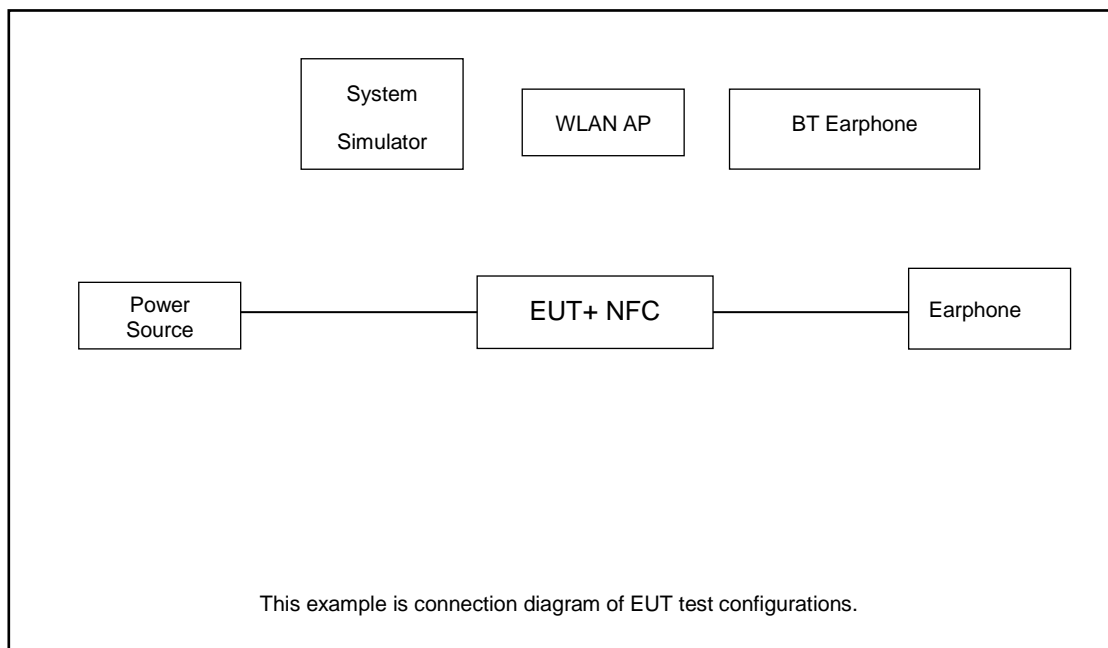 System
Simulator
WLAN AP
BT Earphone
Power
Source
EUT+ NFC
Earphone
This example is connection diagram of EUT test configurations.